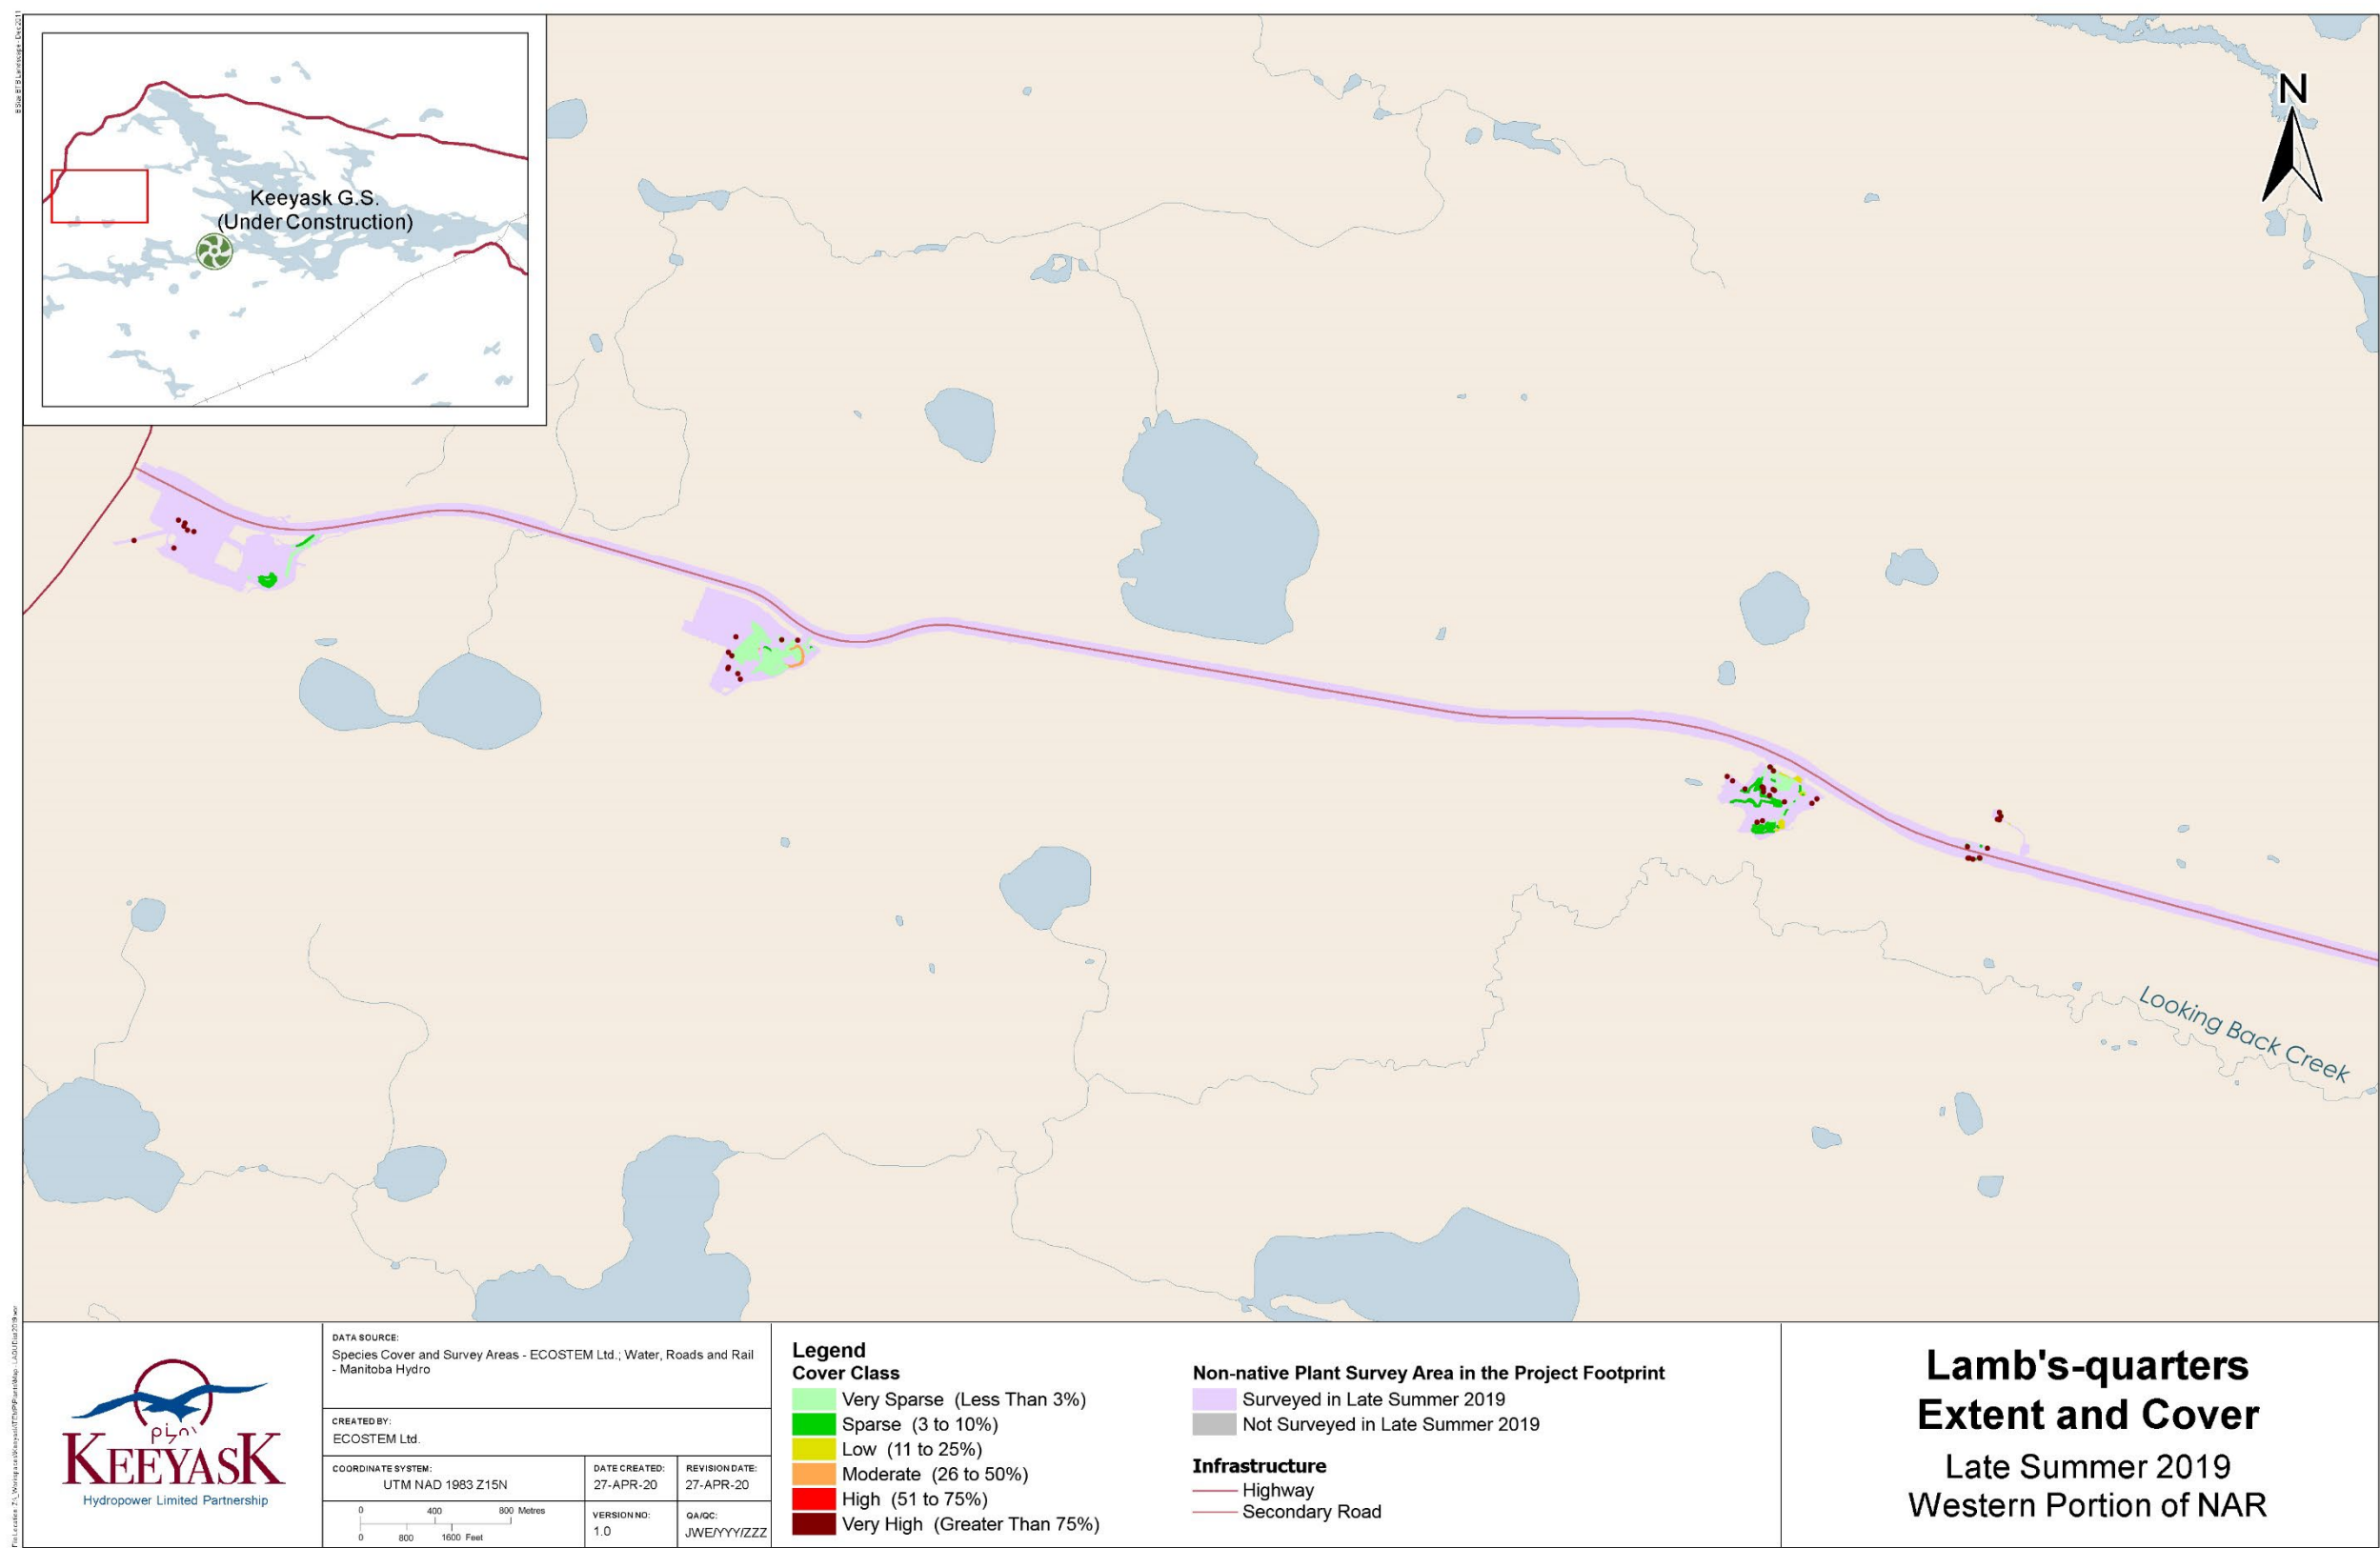 Keeyask G.S.
(Under Construction)
N
Looking Back Creek
KEEYASK
Hydropower Limited Partnership
DATA SOURCE:
Species Cover and Survey Areas - ECOSTEM Ltd.; Water, Roads and Rail
- Manitoba Hydro
CREATED BY:
ECOSTEM Ltd.
COORDINATE SYSTEM:
UTM NAD 1983 Z15N
DATE CREATED:
27-APR-20
REVISION DATE:
27-APR-20
0 400 800 Metres
0 800 1600 Feet
VERSION NO:
1.0
QA/QC:
JWE/YYY/ZZZ
Legend
Cover Class
Very Sparse (Less Than 3%)
Sparse (3 to 10%)
Low (11 to 25%)
Moderate (26 to 50%)
High (51 to 75%)
Very High (Greater Than 75%)
Non-native Plant Survey Area in the Project Footprint
Surveyed in Late Summer 2019
Not Surveyed in Late Summer 2019
Infrastructure
Highway
Secondary Road
Lamb's-quarters
Extent and Cover
Late Summer 2019
Western Portion of NAR